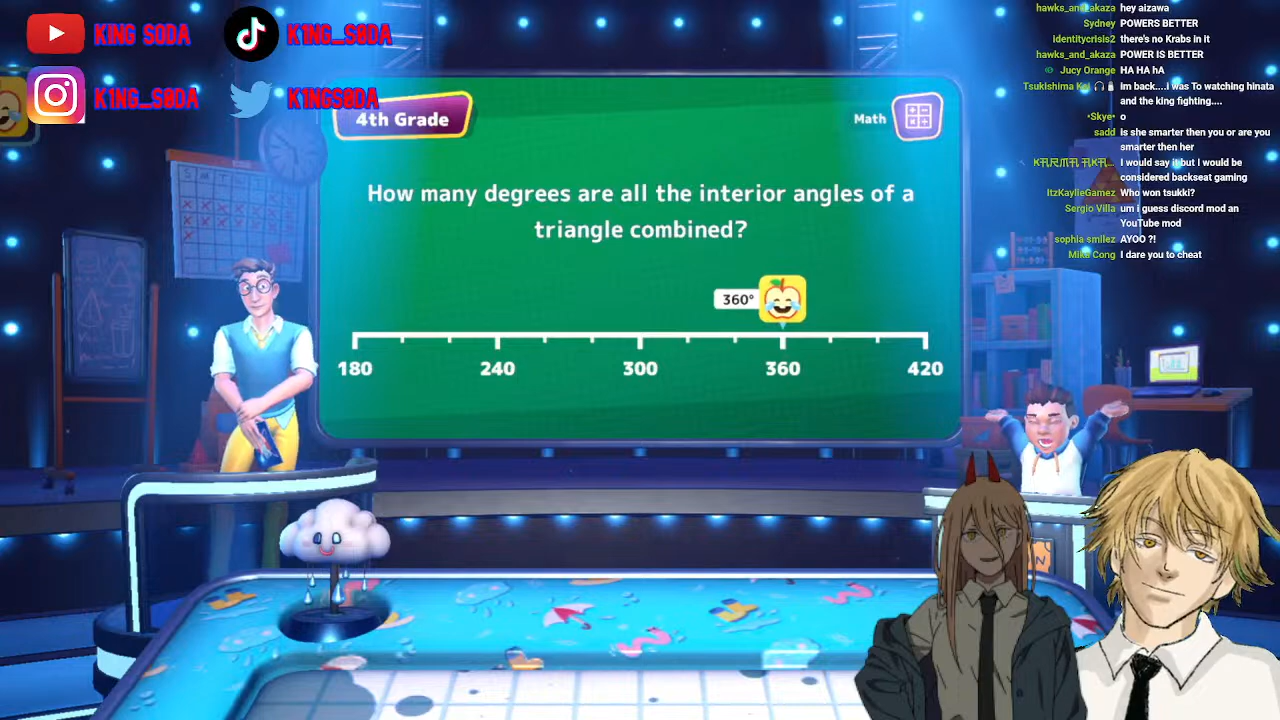 KING SODA
K1NG_S0DA
K1NG_S0DA
K1NGS0DA
4th Grade
Math
How many degrees are all the interior angles of a
triangle combined?
360°
180 240 300 360 420
hawks_and_akaza hey aizawa
Sydney POWERS BETTER
Identitycrisis2 there's no Krabs in it
hawks_and_akaza POWER IS BETTER
Jucy Orange HA HA hA
Tsukishima Im back....I was To watching hinata
and the king fighting....
•Skye• o
sadd Is she smarter then you or are you
smarter then her
I would say it but I would be
considered backseat gaming
ItzKaylieGamez Who won tsukki?
Sergio Villa um i guess discord mod an
YouTube mod
sophia smilez AYOO ?!
Mika Cong I dare you to cheat